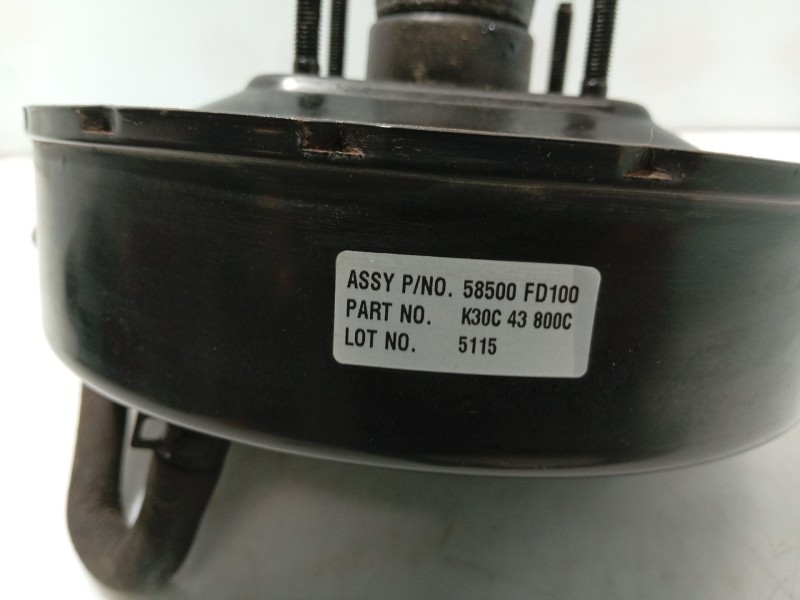 ASSY P/NO. 58500 FD100
PART NO. K30C 43 800C
LOT NO. 5115